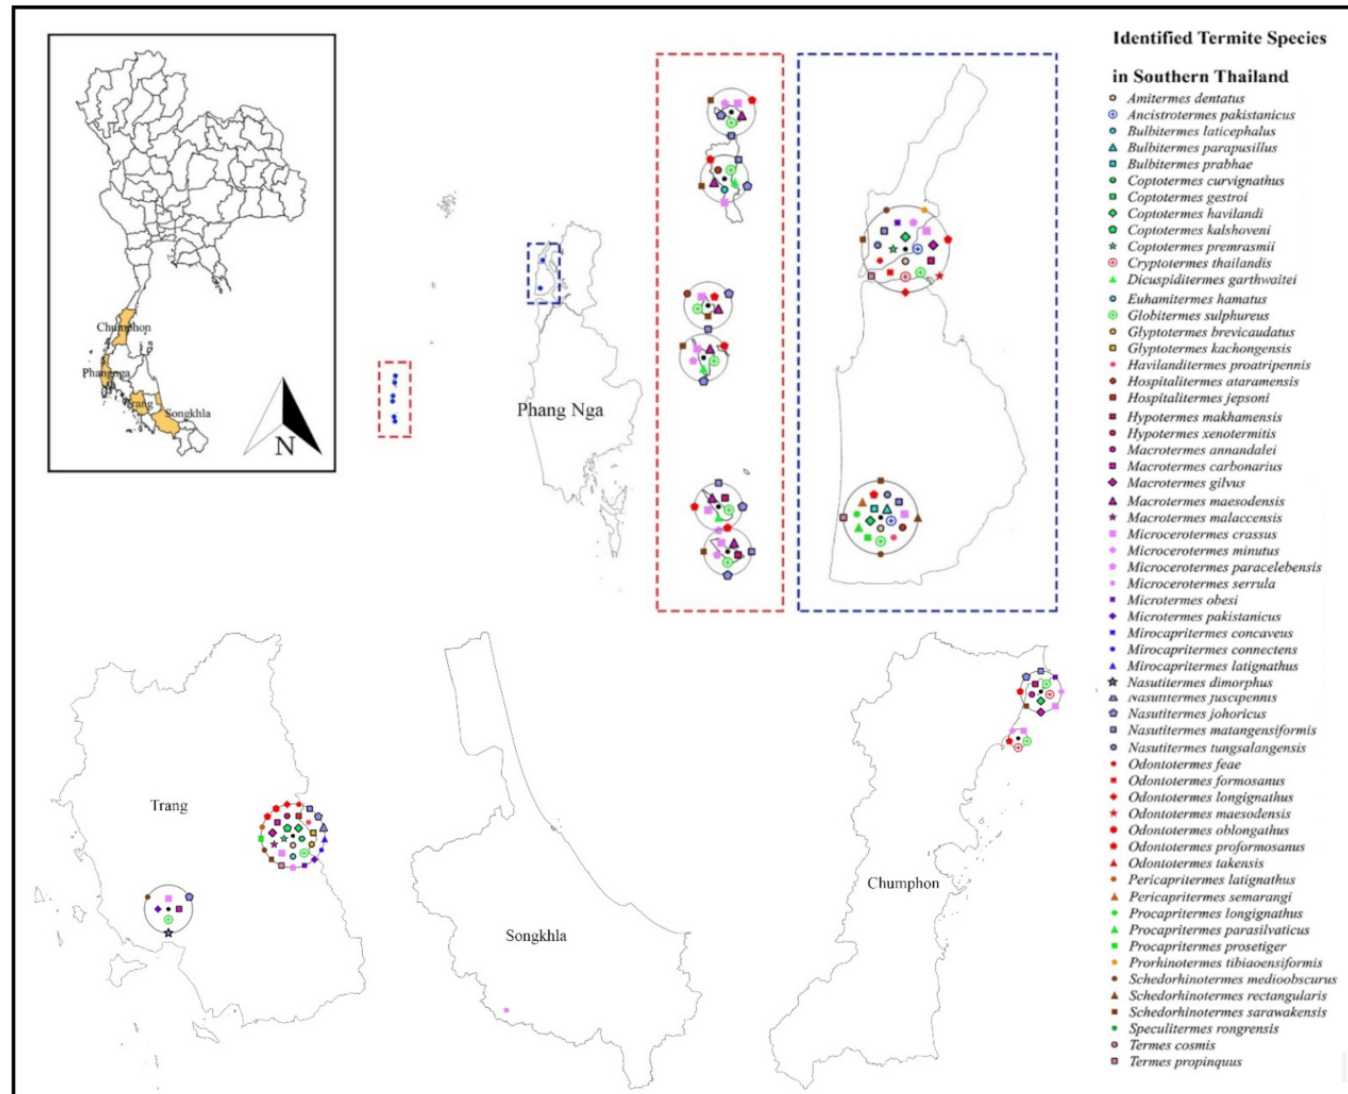 Chumphon
Phangnga
Trang
Songkhla
N
Phang Nga
Trang
Songkhla
Chumphon
Identified Termite Species
in Southern Thailand
Amitermes dentatus
Ancistrotermes pakistanicus
Bulbitermes laticephalus
Bulbitermes parapusillus
Bulbitermes prabhae
Coptotermes curvignathus
Coptotermes gestroi
Coptotermes havilandi
Coptotermes kalshoveni
Coptotermes premrasmii
Cryptotermes thailandis
Dicuspiditermes garthwaitei
Euhamitermes hamatus
Globitermes sulphureus
Glyptotermes brevicaudatus
Glyptotermes kachongensis
Havilanditermes proatripennis
Hospitalitermes ataramensis
Hospitalitermes jepsoni
Hypotermes makhamensis
Hypotermes xenotermitis
Macrotermes annandalei
Macrotermes carbonarius
Macrotermes gilvus
Macrotermes maesodensis
Macrotermes malaccensis
Microcerotermes crassus
Microcerotermes minutus
Microcerotermes paracelebensis
Microcerotermes serrula
Microtermes obesi
Microtermes pakistanicus
Mirocapritermes concaveus
Mirocapritermes connectens
Mirocapritermes latignathus
Nasutitermes dimorphus
Nasutitermes fuscipennis
Nasutitermes johoricus
Nasutitermes matangensiformis
Nasutitermes tungsalangensis
Odontotermes feae
Odontotermes formosanus
Odontotermes longignathus
Odontotermes maesodensis
Odontotermes oblongathus
Odontotermes proformosanus
Odontotermes takensis
Pericapritermes latignathus
Pericapritermes semarangi
Procapritermes longignathus
Procapritermes parasilvaticus
Procapritermes prosetiger
Prorhinotermes tibiaoensiformis
Schedorhinotermes medioobscurus
Schedorhinotermes rectangularis
Schedorhinotermes sarawakensis
Speculitermes rongrensis
Termes cosmis
Termes propinquus